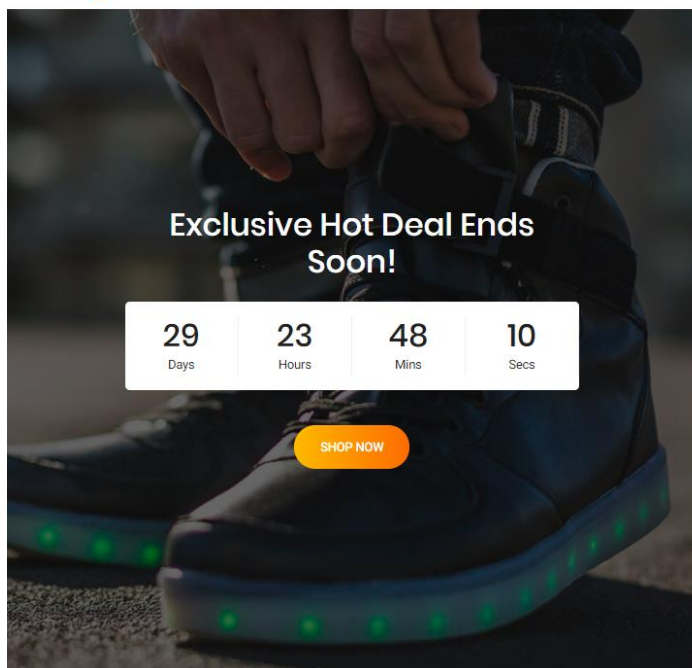 Exclusive Hot Deal Ends
Soon!
29 23 48 10
Days Hours Mins Secs
SHOP NOW